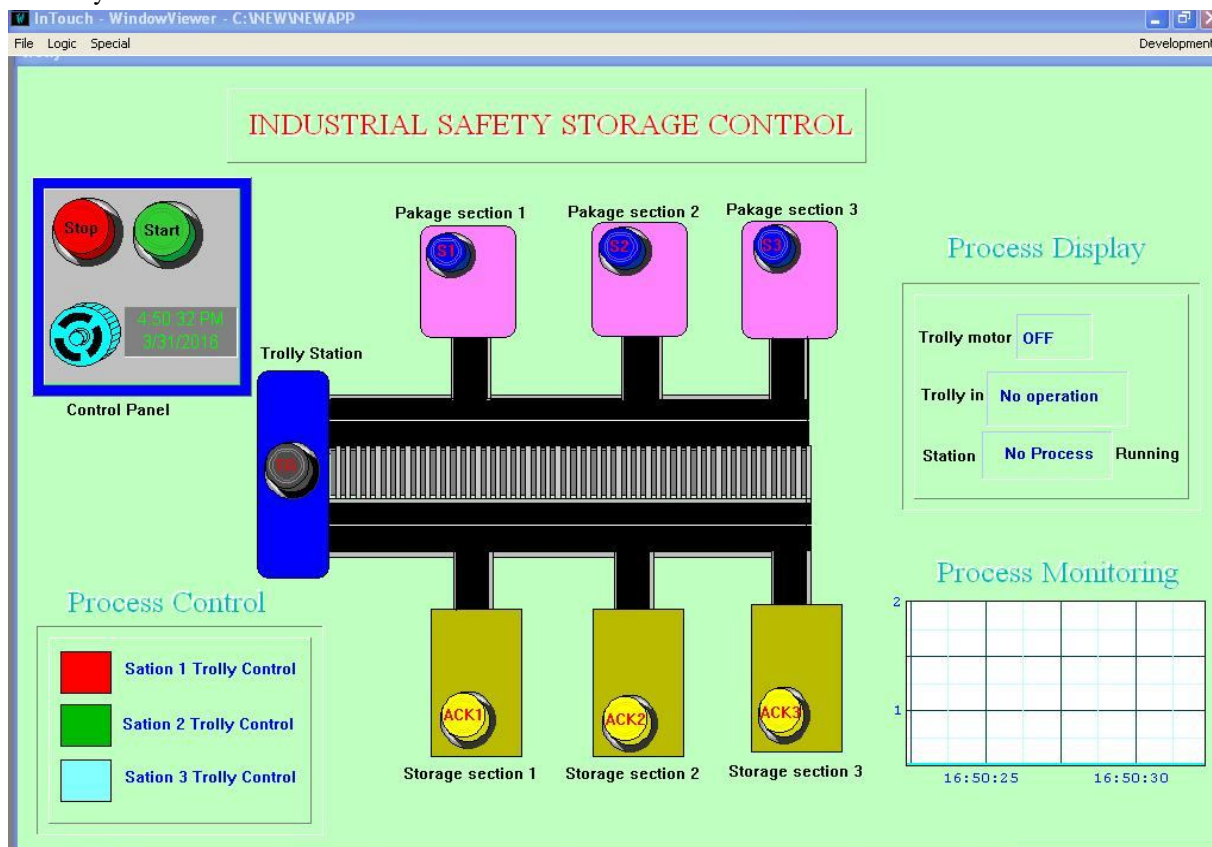 InTouch - WindowViewer - C:\NEW\NEWAPP
File Logic Special Development
INDUSTRIAL SAFETY STORAGE CONTROL
Stop Start
4:50:32 PM
3/31/2018
Control Panel
Trolly Station
Pakage section 1
Pakage section 2
Pakage section 3
S1
S2
S3
Process Display
Trolly motor OFF
Trolly in No operation
Station No Process Running
Process Control
Sation 1 Trolly Control
Sation 2 Trolly Control
Sation 3 Trolly Control
ACK1
ACK2
ACK3
Storage section 1
Storage section 2
Storage section 3
Process Monitoring
2
1
16:50:25 16:50:30